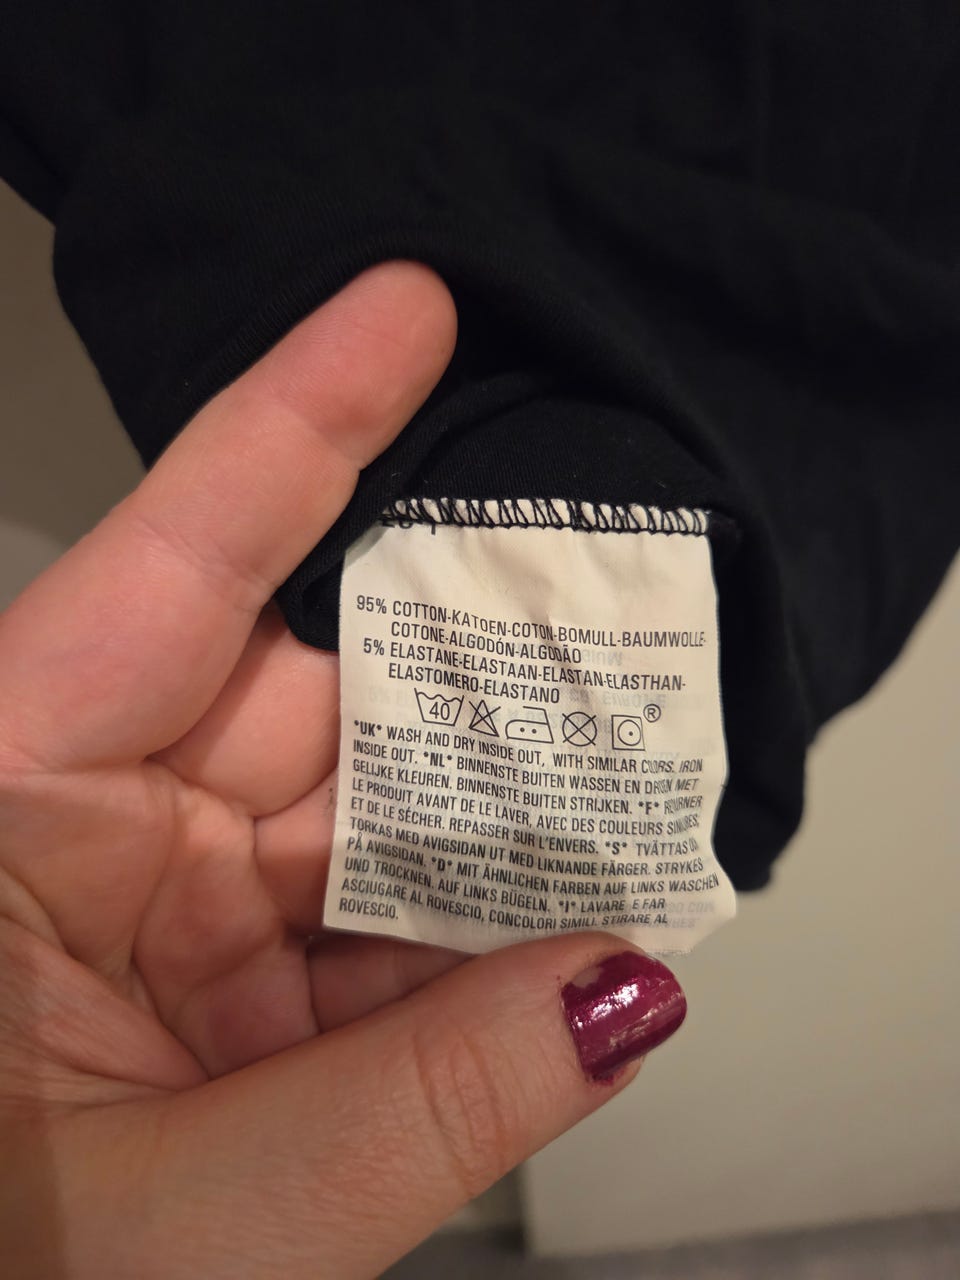 95% COTTON-KATOEN-COTON-BOMULL-BAUMWOLLE-
COTONE-ALGODÓN-ALGODÃO
5% ELASTANE-ELASTAAN-ELASTAN-ELASTHAN-
ELASTOMERO-ELASTANO
40 ®
*UK* WASH AND DRY INSIDE OUT, WITH SIMILAR COLORS. IRON
INSIDE OUT. *NL* BINNENSTE BUITEN WASSEN EN DROGEN MET
GELIJKE KLEUREN. BINNENSTE BUITEN STRIJKEN. *F*
LE PRODUIT AVANT DE LE LAVER, AVEC DES COULEURS
ET DE LE SÉCHER. REPASSER SUR L'ENVERS. *S* TVÄTTAS
TORKAS MED AVIGSIDAN UT MED LIKNANDE FÄRGER. STRYKES
PÅ AVIGSIDAN. *D* MIT ÄHNLICHEN FARBEN AUF LINKS WASCHEN
UND TROCKNEN. AUF LINKS BÜGELN. *I* LAVARE E FAR
ASCIUGARE AL ROVESCIO, CONCOLORI SIMILI. STIRARE AL
ROVESCIO.